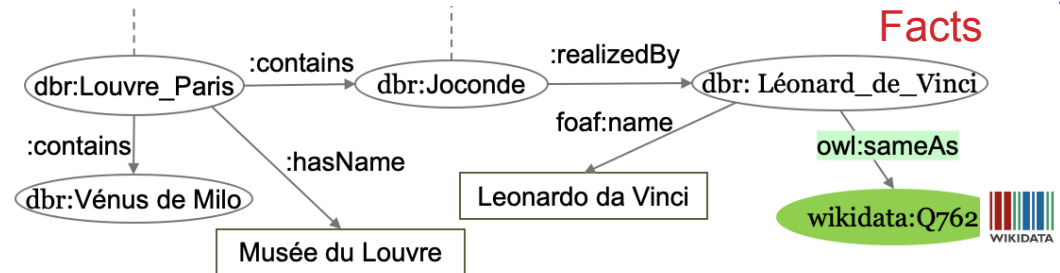 Facts
:contains
:realizedBy
dbr:Louvre_Paris
dbr:Joconde
dbr: Léonard_de_Vinci
foaf:name
:contains
:hasName
owl:sameAs
dbr:Vénus de Milo
Leonardo da Vinci
wikidata:Q762
WIKIDATA
Musée du Louvre